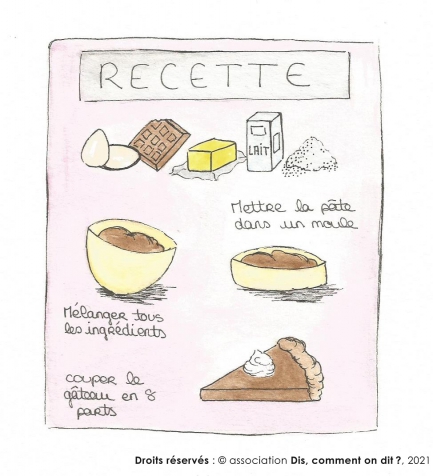 RECETTE
LAIT
Mettre la pâte
dans un moule
Mélanger tous
les ingrédients
couper le
gâteau en 8
parts
Droits réservés : © association Dis, comment on dit ?, 2021